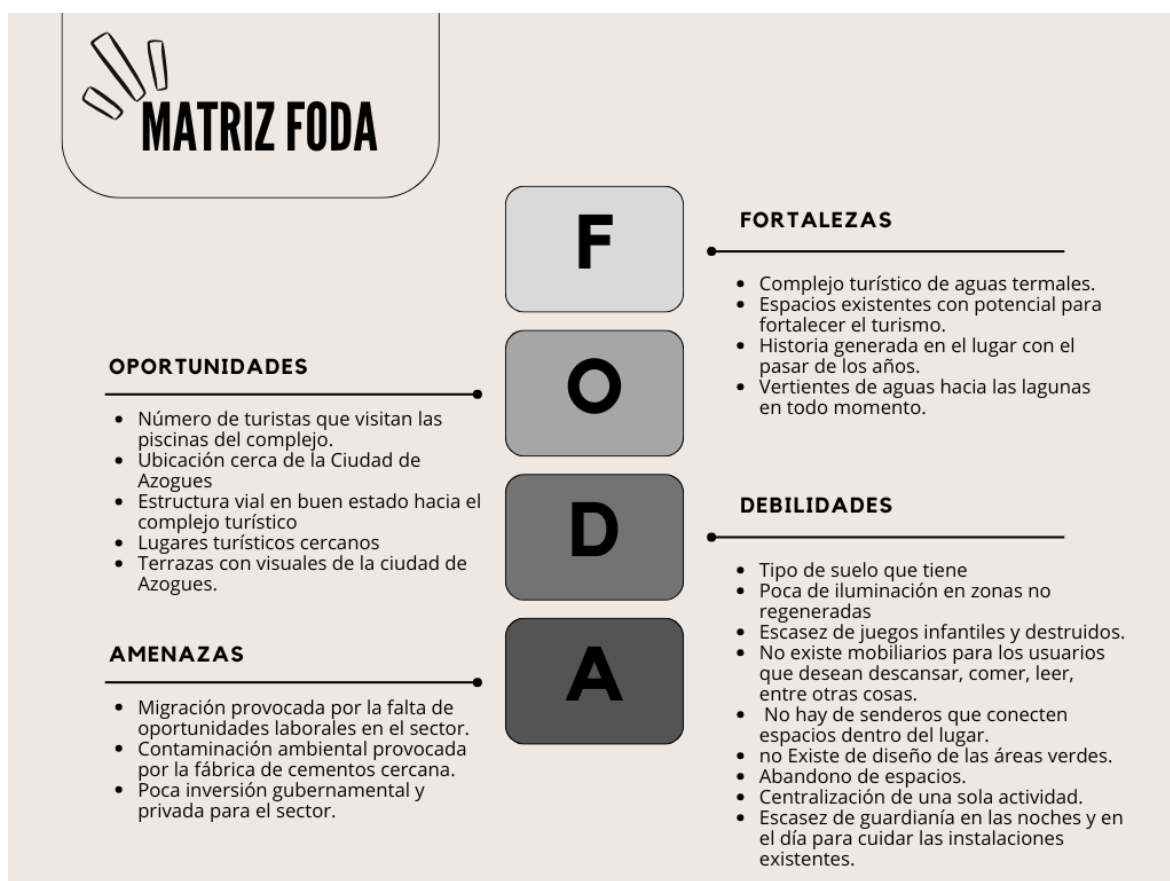 MATRIZ FODA
F
FORTALEZAS
• Complejo turístico de aguas termales.
• Espacios existentes con potencial para
fortalecer el turismo.
• Historia generada en el lugar con el
pasar de los años.
• Vertientes de aguas hacia las lagunas
en todo momento.
O
OPORTUNIDADES
• Número de turistas que visitan las
piscinas del complejo.
• Ubicación cerca de la Ciudad de
Azogues
• Estructura vial en buen estado hacia el
complejo turístico
• Lugares turísticos cercanos
• Terrazas con visuales de la ciudad de
Azogues.
D
DEBILIDADES
• Tipo de suelo que tiene
• Poca de iluminación en zonas no
regeneradas
• Escasez de juegos infantiles y destruidos.
• No existe mobiliarios para los usuarios
que desean descansar, comer, leer,
entre otras cosas.
• No hay de senderos que conecten
espacios dentro del lugar.
• no Existe de diseño de las áreas verdes.
• Abandono de espacios.
• Centralización de una sola actividad.
• Escasez de guardianía en las noches y en
el día para cuidar las instalaciones
existentes.
A
AMENAZAS
• Migración provocada por la falta de
oportunidades laborales en el sector.
• Contaminación ambiental provocada
por la fábrica de cementos cercana.
• Poca inversión gubernamental y
privada para el sector.